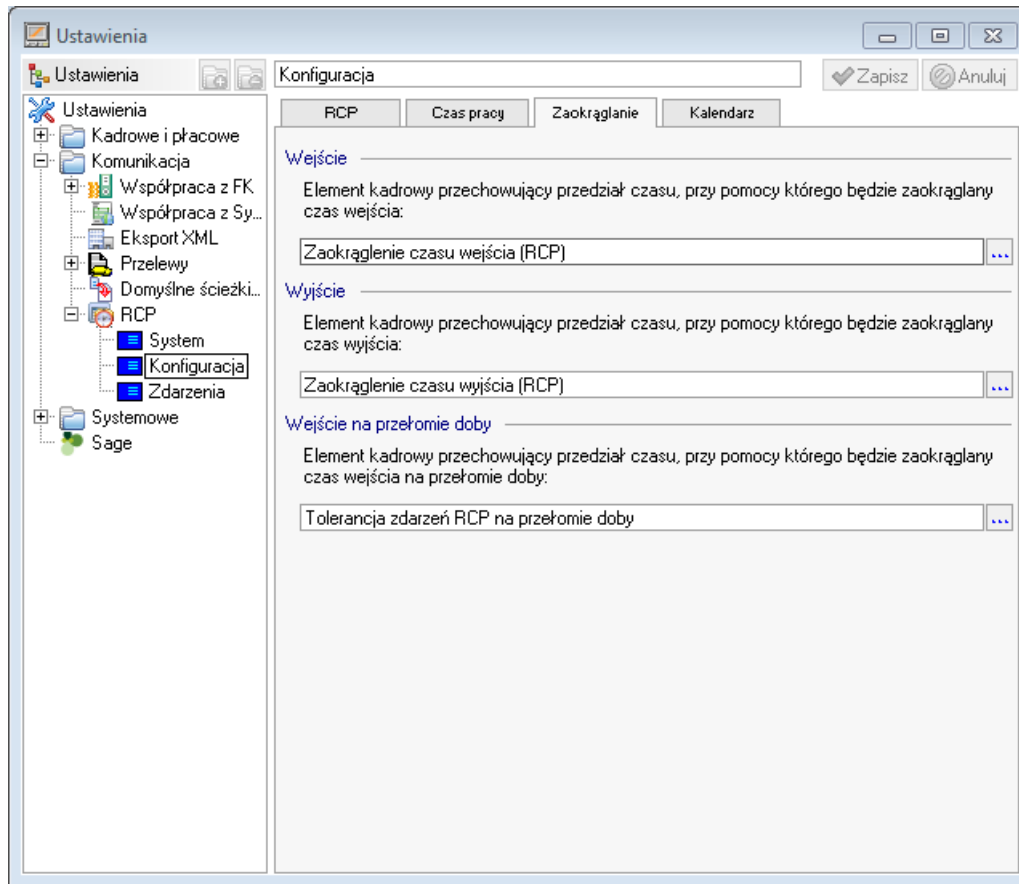 Ustawienia
Ustawienia
Konfiguracja
Zapisz
Anuluj
Ustawienia
Kadrowe i płacowe
Komunikacja
Współpraca z FK
Współpraca z Sy...
Eksport XML
Przelewy
Domyślne ścieżki...
RCP
System
Konfiguracja
Zdarzenia
Systemowe
Sage
RCP
Czas pracy
Zaokrąglanie
Kalendarz
Wejście
Element kadrowy przechowujący przedział czasu, przy pomocy którego będzie zaokrąglany
czas wejścia:
Zaokrąglenie czasu wejścia (RCP)
...
Wyjście
Element kadrowy przechowujący przedział czasu, przy pomocy którego będzie zaokrąglany
czas wyjścia:
Zaokrąglenie czasu wyjścia (RCP)
...
Wejście na przełomie doby
Element kadrowy przechowujący przedział czasu, przy pomocy którego będzie zaokrąglany
czas wejścia na przełomie doby:
Tolerancja zdarzeń RCP na przełomie doby
...